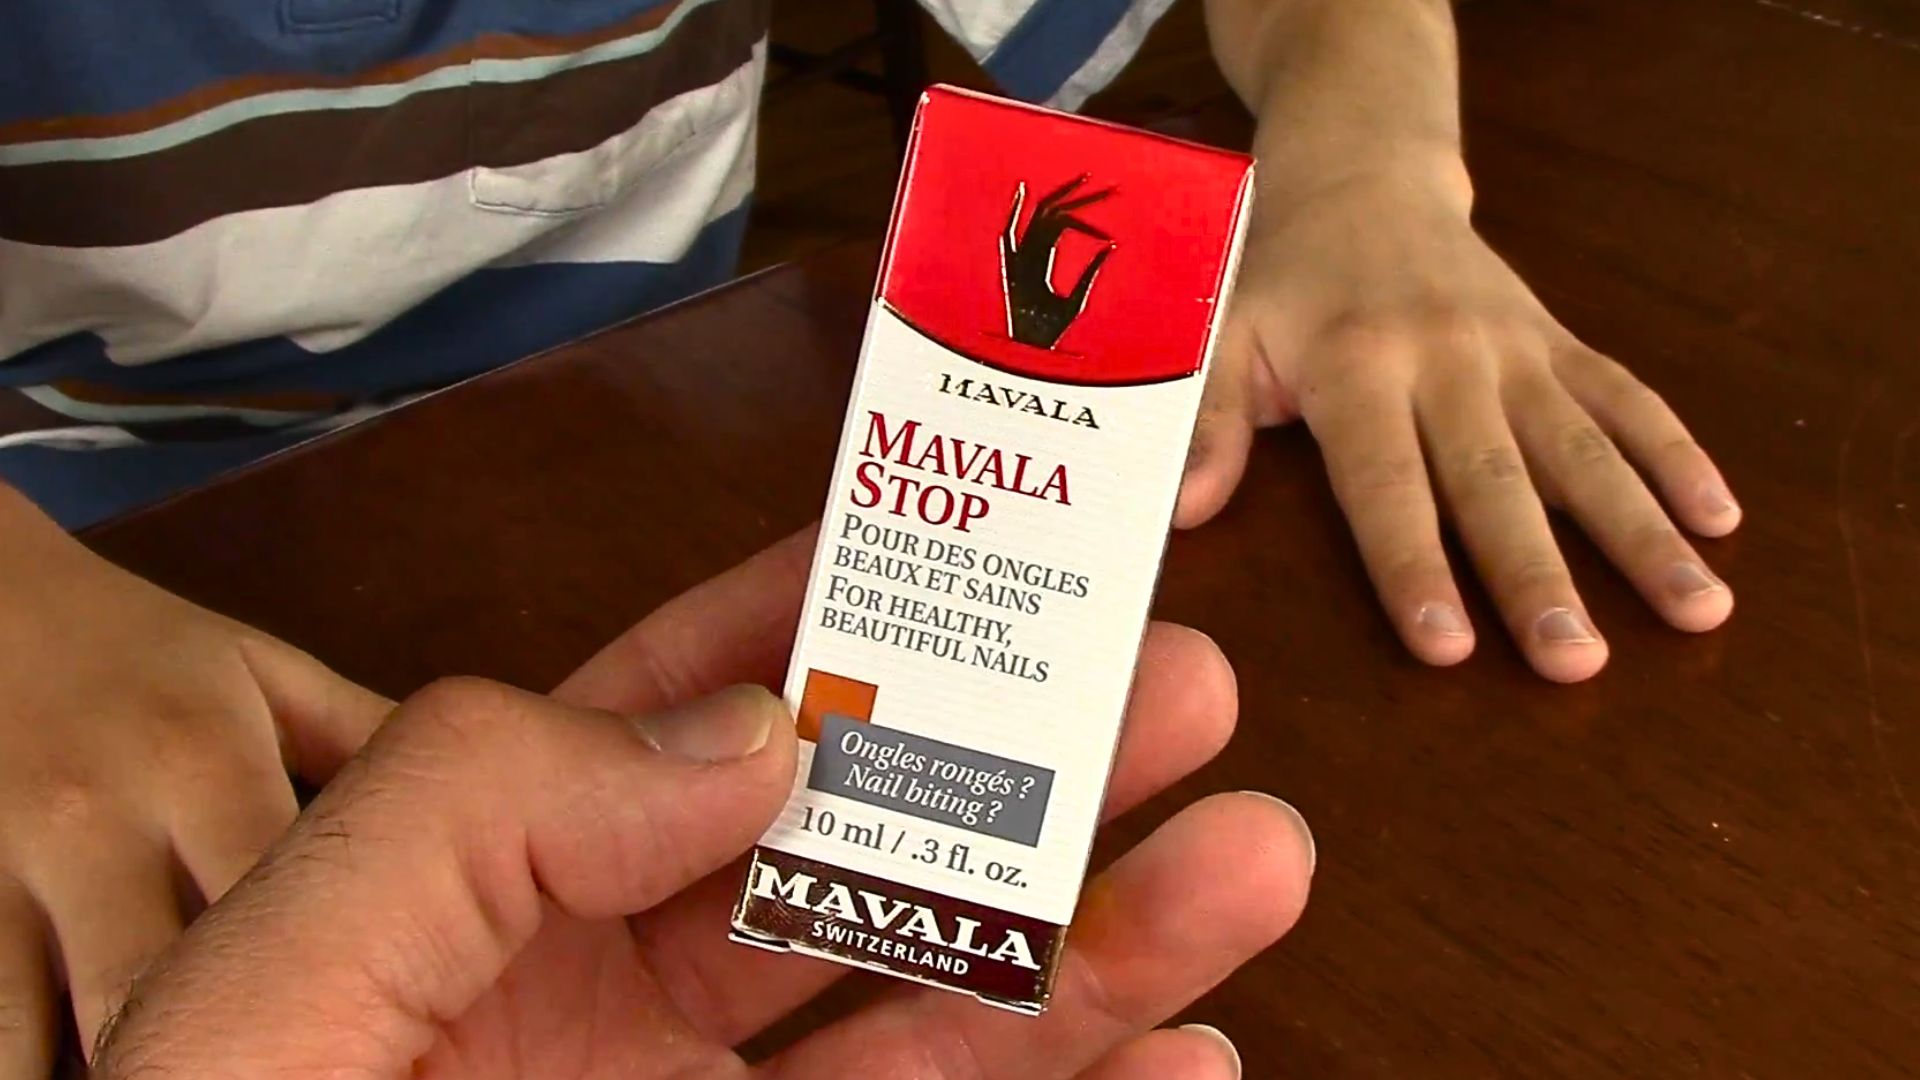 MAVALA
MAVALA
STOP
POUR DES ONGLES
BEAUX ET SAINS
FOR HEALTHY,
BEAUTIFUL NAILS
Ongles rongés ?
Nail biting ?
10 ml / .3 fl. oz.
MAVALA
SWITZERLAND